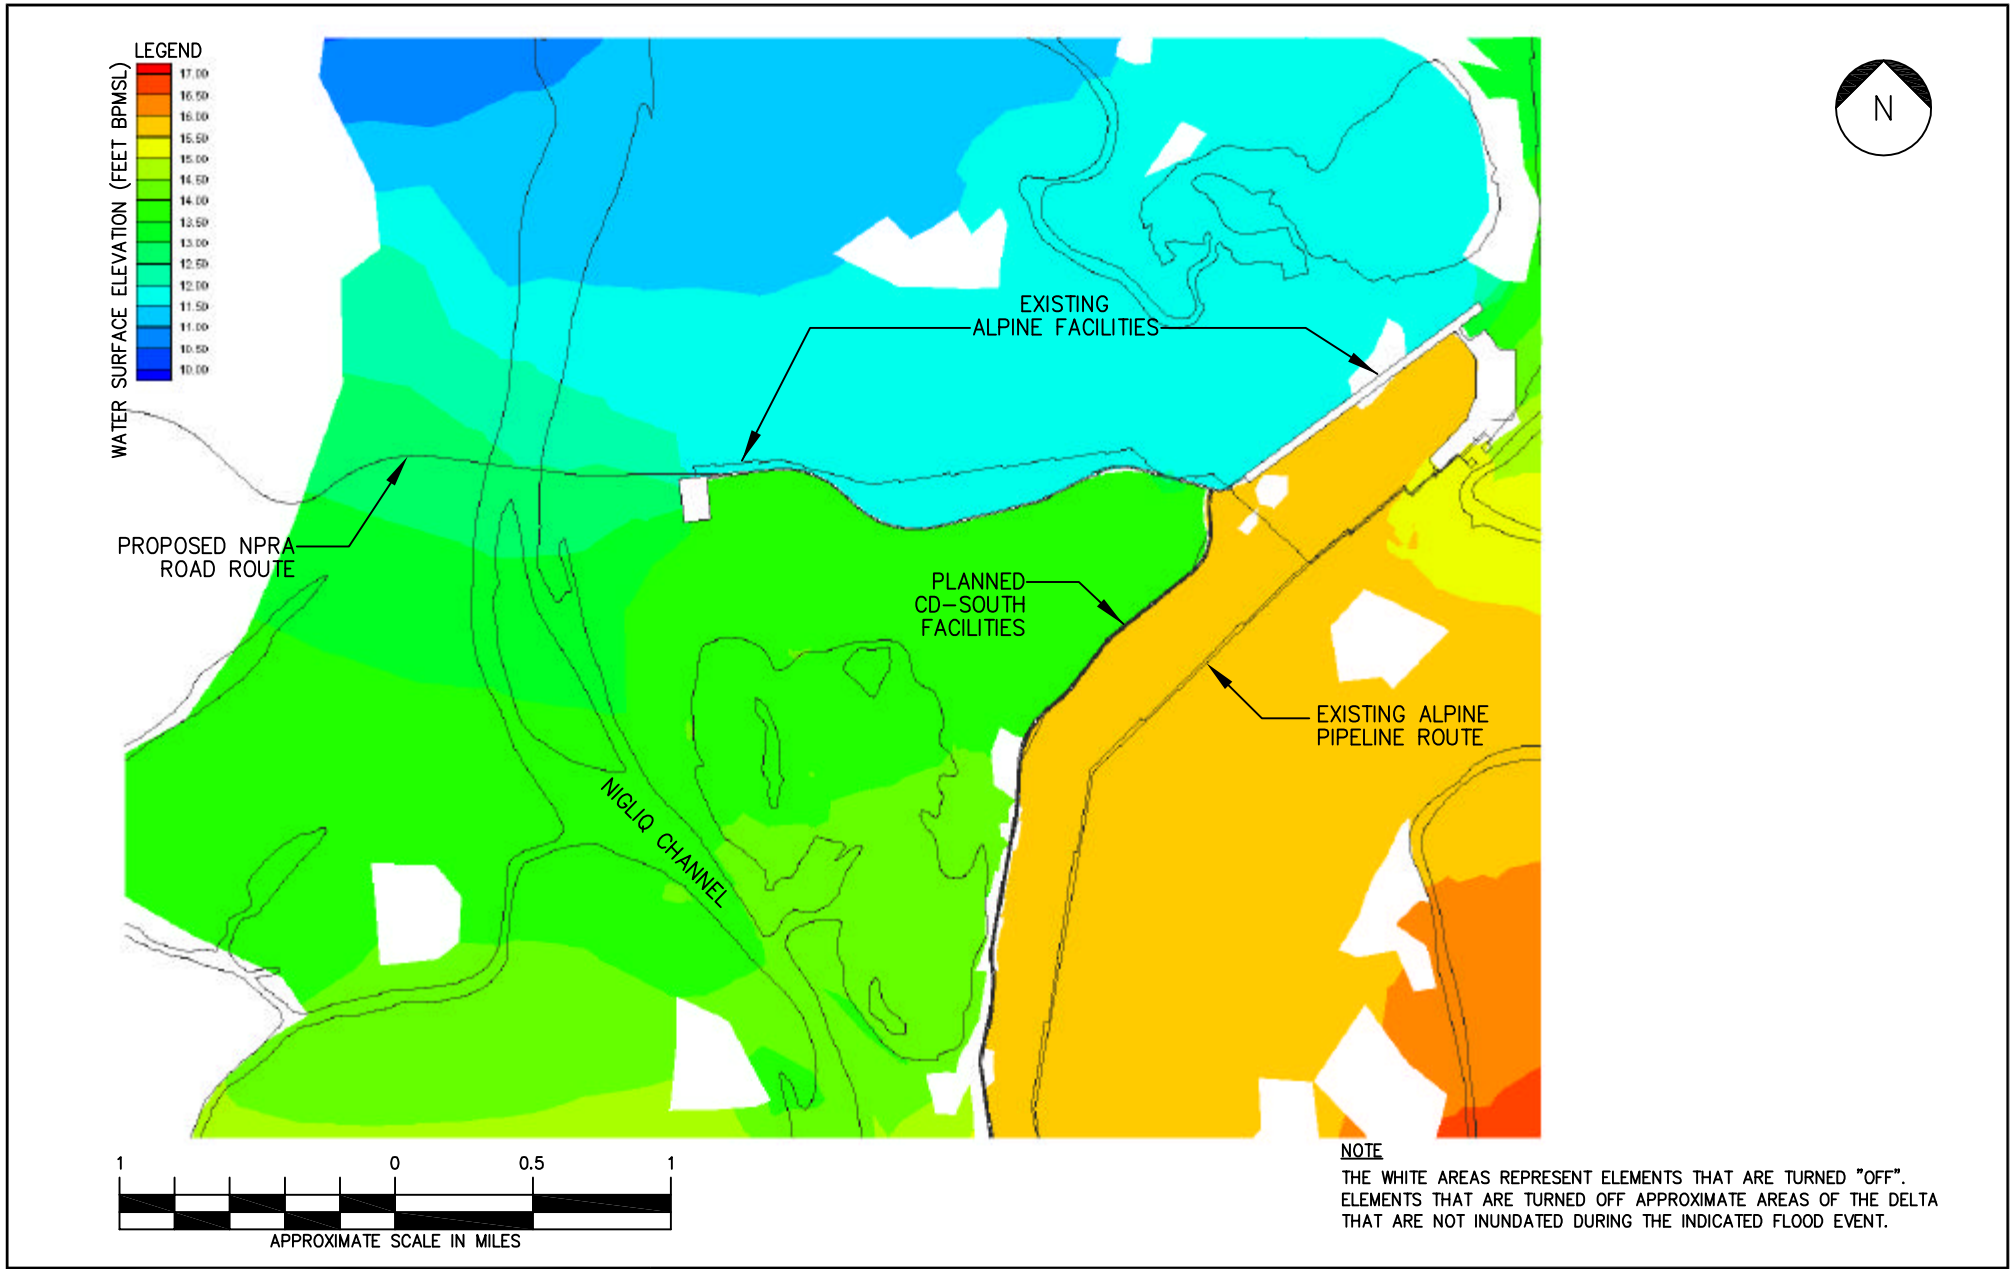 LEGEND
WATER SURFACE ELEVATION (FEET BPMSL)
17.00
16.50
16.00
15.50
15.00
14.50
14.00
13.50
13.00
12.50
12.00
11.50
11.00
10.50
10.00
N
EXISTING
ALPINE FACILITIES
PROPOSED NPRA
ROAD ROUTE
PLANNED
CD-SOUTH
FACILITIES
EXISTING ALPINE
PIPELINE ROUTE
NIGLIQ CHANNEL
1 0 0.5 1
APPROXIMATE SCALE IN MILES
NOTE
THE WHITE AREAS REPRESENT ELEMENTS THAT ARE TURNED "OFF".
ELEMENTS THAT ARE TURNED OFF APPROXIMATE AREAS OF THE DELTA
THAT ARE NOT INUNDATED DURING THE INDICATED FLOOD EVENT.